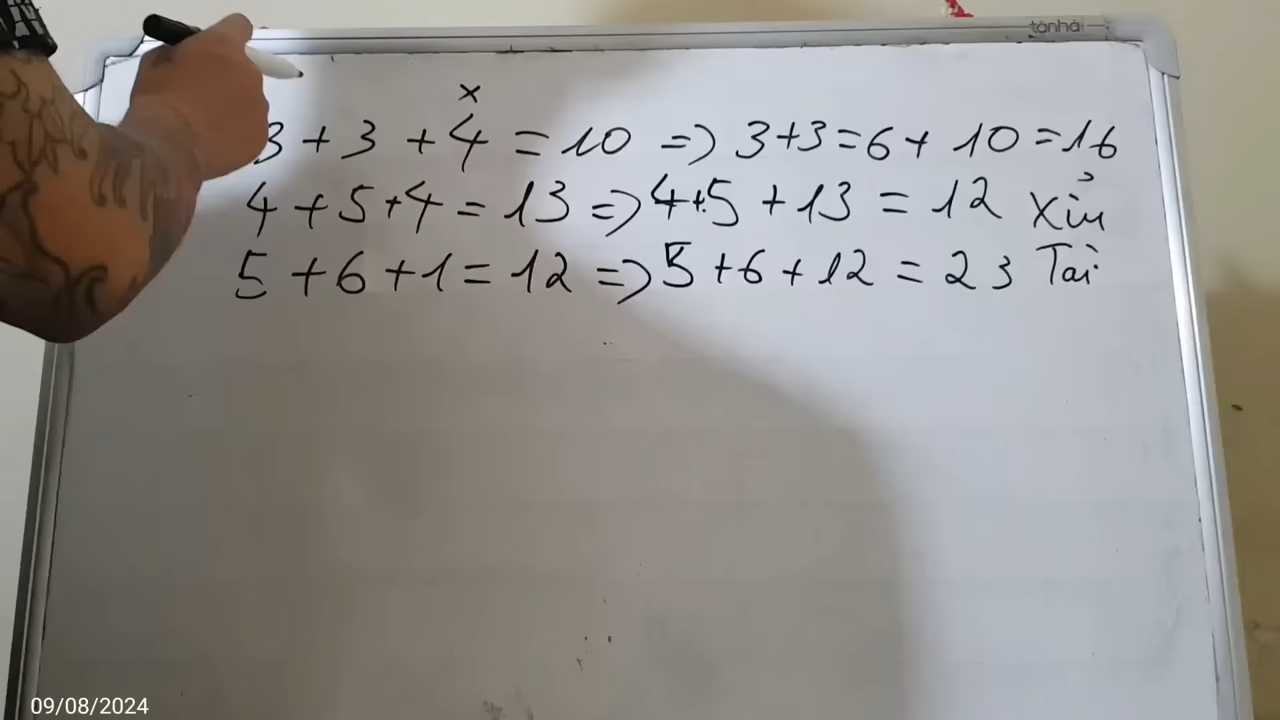 tânhà
x
3 + 3 + 4 = 10 => 3+3=6+ 10=16
4 + 5+4 = 13 => 4+5 + 13 = 12 Xỉu
5 + 6 + 1 = 12 => 5 + 6 + 12 = 23 Tài
09/08/2024